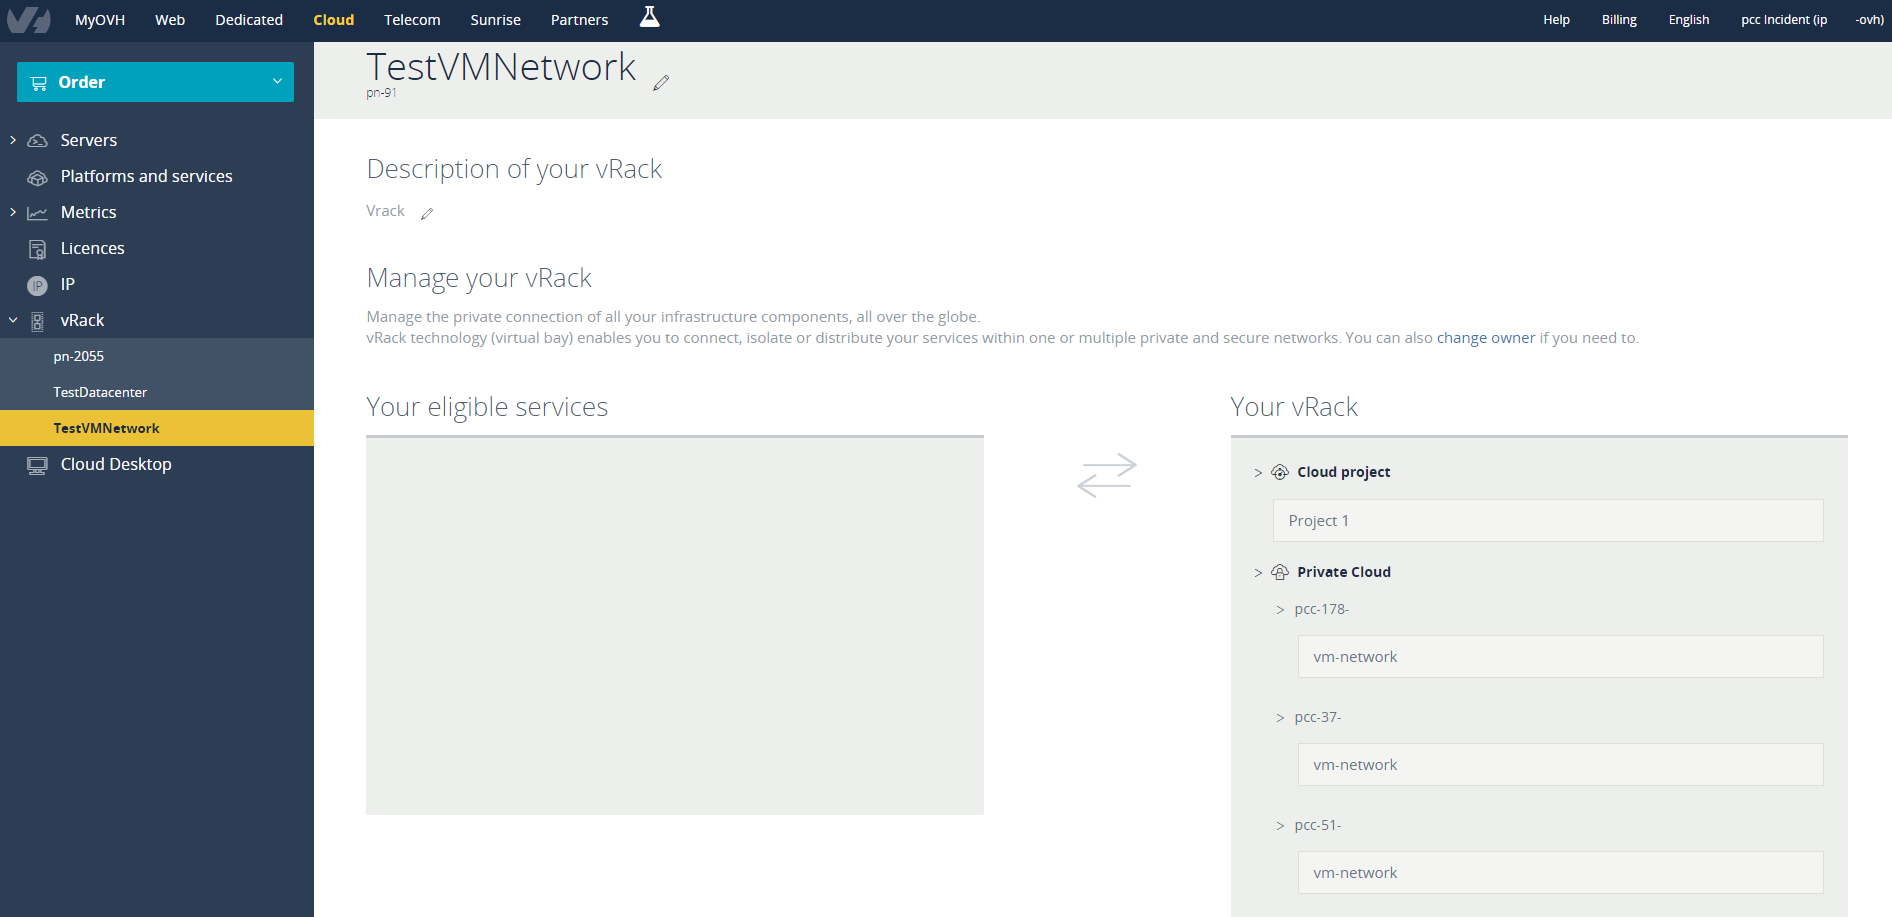 MyOVH Web Dedicated Cloud Telecom Sunrise Partners Help Billing English pcc Incident (ip -ovh)
Order
Servers
Platforms and services
Metrics
Licences
IP
vRack
pn-2055
TestDatacenter
TestVMNetwork
Cloud Desktop
TestVMNetwork
pn-91
Description of your vRack
Vrack
Manage your vRack
Manage the private connection of all your infrastructure components, all over the globe.
vRack technology (virtual bay) enables you to connect, isolate or distribute your services within one or multiple private and secure networks. You can also change owner if you need to.
Your eligible services
Your vRack
Cloud project
Project 1
Private Cloud
pcc-178-
vm-network
pcc-37-
vm-network
pcc-51-
vm-network